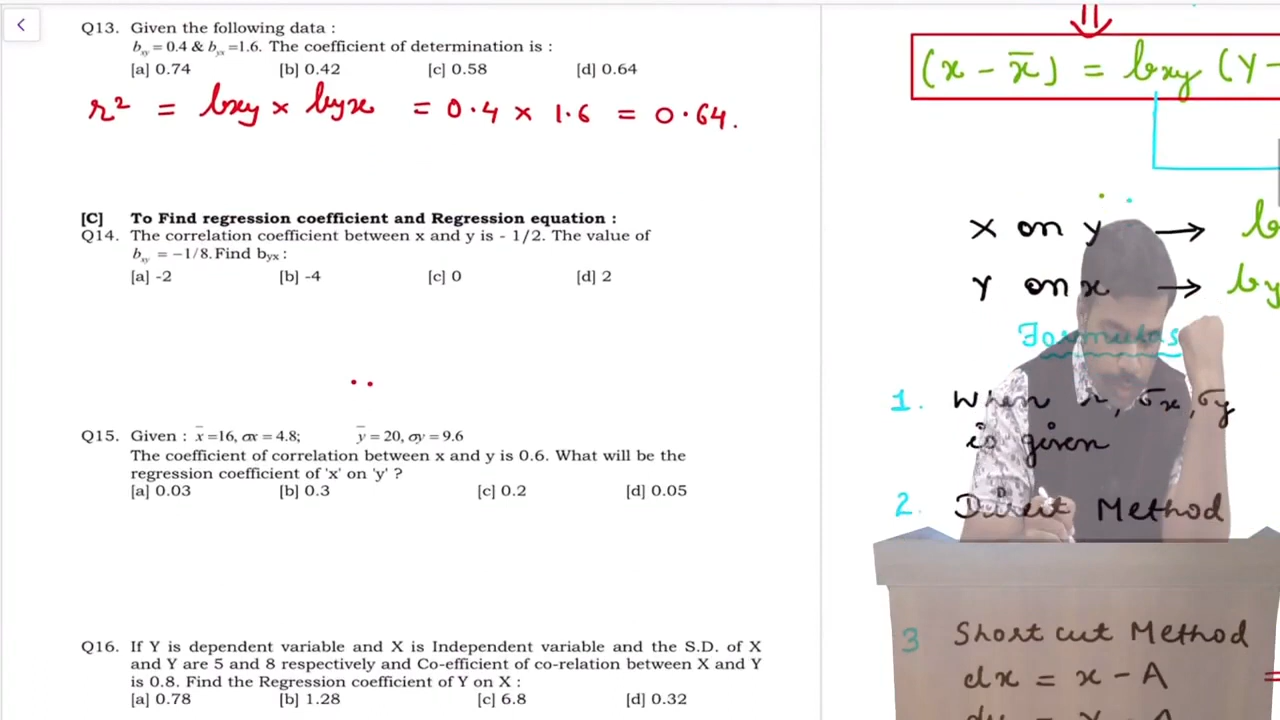 Q13. Given the following data :
bxy = 0.4 & byx =1.6. The coefficient of determination is :
[a] 0.74 [b] 0.42 [c] 0.58 [d] 0.64
r² = bxy × byx = 0.4 × 1.6 = 0.64.
[C] To Find regression coefficient and Regression equation :
Q14. The correlation coefficient between x and y is - 1/2. The value of
bxy = −1/8. Find byx :
[a] -2 [b] -4 [c] 0 [d] 2
Q15. Given : x̅ =16, σx = 4.8; y̅ = 20, σy = 9.6
The coefficient of correlation between x and y is 0.6. What will be the
regression coefficient of 'x' on 'y' ?
[a] 0.03 [b] 0.3 [c] 0.2 [d] 0.05
Q16. If Y is dependent variable and X is Independent variable and the S.D. of X
and Y are 5 and 8 respectively and Co-efficient of co-relation between X and Y
is 0.8. Find the Regression coefficient of Y on X :
[a] 0.78 [b] 1.28 [c] 6.8 [d] 0.32
(x - x̅) = bxy (Y -
X on y → b
Y on x → by
Formulas
1. When r, σx, σy
is given
2. Direct Method
3 Short cut Method
dx = x - A
=